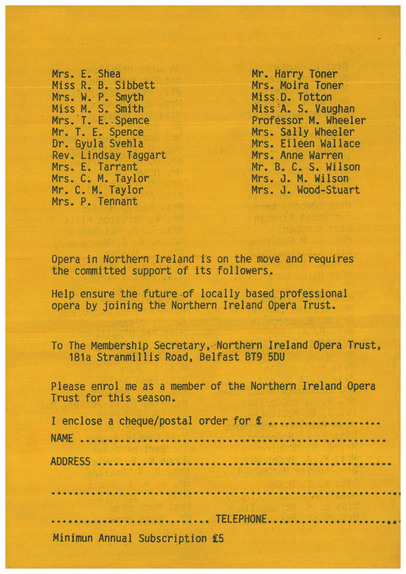 Mrs. E. Shea
Miss R. B. Sibbett
Mrs. W. P. Smyth
Miss M. S. Smith
Mrs. T. E. Spence
Mr. T. E. Spence
Dr. Gyula Svehla
Rev. Lindsay Taggart
Mrs. E. Tarrant
Mrs. C. M. Taylor
Mr. C. M. Taylor
Mrs. P. Tennant
Mr. Harry Toner
Mrs. Moira Toner
Miss D. Totton
Miss A. S. Vaughan
Professor M. Wheeler
Mrs. Sally Wheeler
Mrs. Eileen Wallace
Mrs. Anne Warren
Mr. B. C. S. Wilson
Mrs. J. M. Wilson
Mrs. J. Wood-Stuart
Opera in Northern Ireland is on the move and requires
the committed support of its followers.
Help ensure the future of locally based professional
opera by joining the Northern Ireland Opera Trust.
To The Membership Secretary, Northern Ireland Opera Trust,
181a Stranmillis Road, Belfast BT9 5DU
Please enrol me as a member of the Northern Ireland Opera
Trust for this season.
I enclose a cheque/postal order for £ ....................
NAME ......................................................
ADDRESS ...................................................
...........................................................
............................ TELEPHONE.......................
Minimun Annual Subscription £5